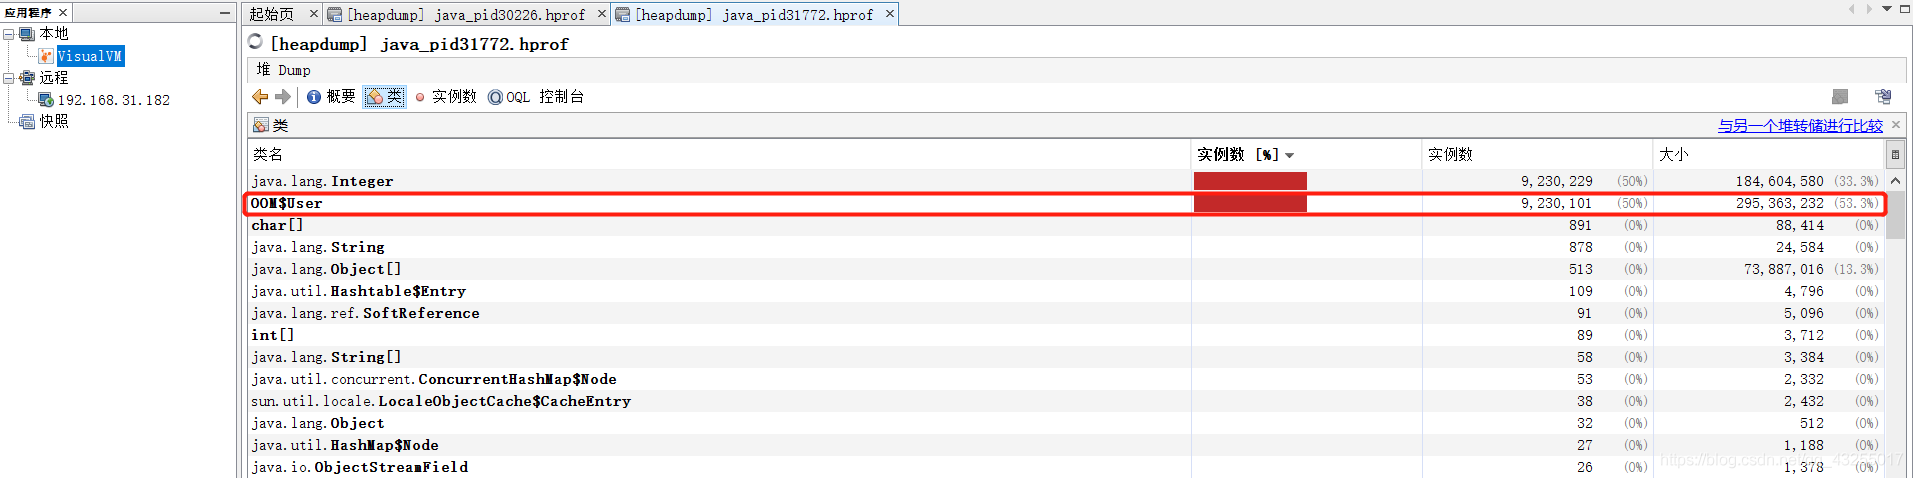 应用程序
本地
VisualVM
远程
192.168.31.182
快照
起始页
[heapdump] java_pid30226.hprof
[heapdump] java_pid31772.hprof
[heapdump] java_pid31772.hprof
堆 Dump
概要 类 实例数 OQL 控制台
类 与另一个堆转储进行比较
类名 实例数 [%] 实例数 大小
java.lang.Integer 9,230,229 (50%) 184,604,580 (33.3%)
OOM$User 9,230,101 (50%) 295,363,232 (53.3%)
char[] 891 (0%) 88,414 (0%)
java.lang.String 878 (0%) 24,584 (0%)
java.lang.Object[] 513 (0%) 73,887,016 (13.3%)
java.util.Hashtable$Entry 109 (0%) 4,796 (0%)
java.lang.ref.SoftReference 91 (0%) 5,096 (0%)
int[] 89 (0%) 3,712 (0%)
java.lang.String[] 58 (0%) 3,384 (0%)
java.util.concurrent.ConcurrentHashMap$Node 53 (0%) 2,332 (0%)
sun.util.locale.LocaleObjectCache$CacheEntry 38 (0%) 2,432 (0%)
java.lang.Object 32 (0%) 512 (0%)
java.util.HashMap$Node 27 (0%) 1,188 (0%)
java.io.ObjectStreamField 26 (0%) 1,378 (0%)